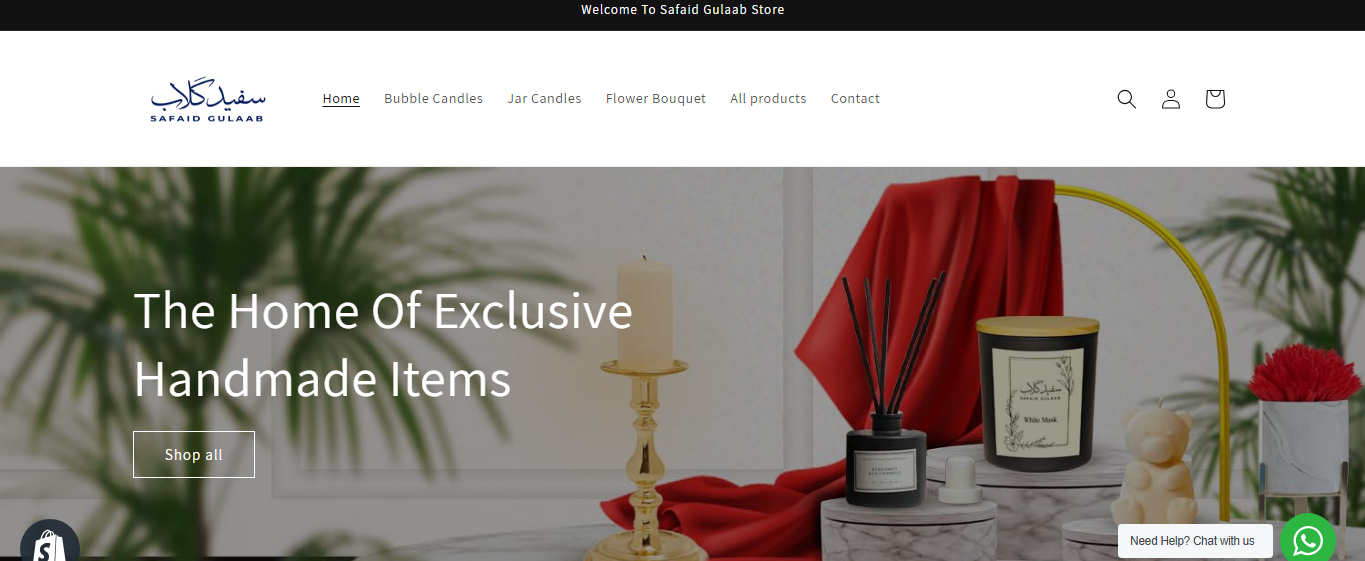 Welcome To Safaid Gulaab Store
سفید گلاب
SAFAID GULAAB
Home
Bubble Candles
Jar Candles
Flower Bouquet
All products
Contact
The Home Of Exclusive
Handmade Items
Shop all
سفید گلاب
SAFAID GULAAB
White Musk
Need Help? Chat with us